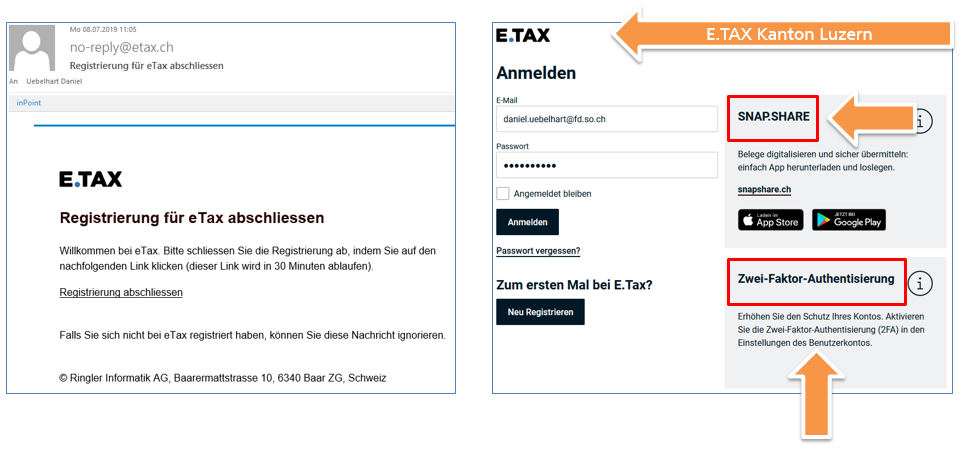 Mo 08.07.2019 11:05
no-reply@etax.ch
Registrierung für eTax abschliessen
An Uebelhart Daniel
inPoint
E.TAX
Registrierung für eTax abschliessen
Willkommen bei eTax. Bitte schliessen Sie die Registrierung ab, indem Sie auf den
nachfolgenden Link klicken (dieser Link wird in 30 Minuten ablaufen).
Registrierung abschliessen
Falls Sie sich nicht bei eTax registriert haben, können Sie diese Nachricht ignorieren.
© Ringler Informatik AG, Baarermattstrasse 10, 6340 Baar ZG, Schweiz
E.TAX
E.TAX Kanton Luzern
Anmelden
E-Mail
daniel.uebelhart@fd.so.ch
Passwort
••••••••••
Angemeldet bleiben
Anmelden
Passwort vergessen?
Zum ersten Mal bei E.Tax?
Neu Registrieren
SNAP.SHARE
i
Belege digitalisieren und sicher übermitteln:
einfach App herunterladen und loslegen.
snapshare.ch
Laden im
App Store
JETZT BEI
Google Play
Zwei-Faktor-Authentisierung
i
Erhöhen Sie den Schutz Ihres Kontos. Aktivieren
Sie die Zwei-Faktor-Authentisierung (2FA) in den
Einstellungen des Benutzerkontos.